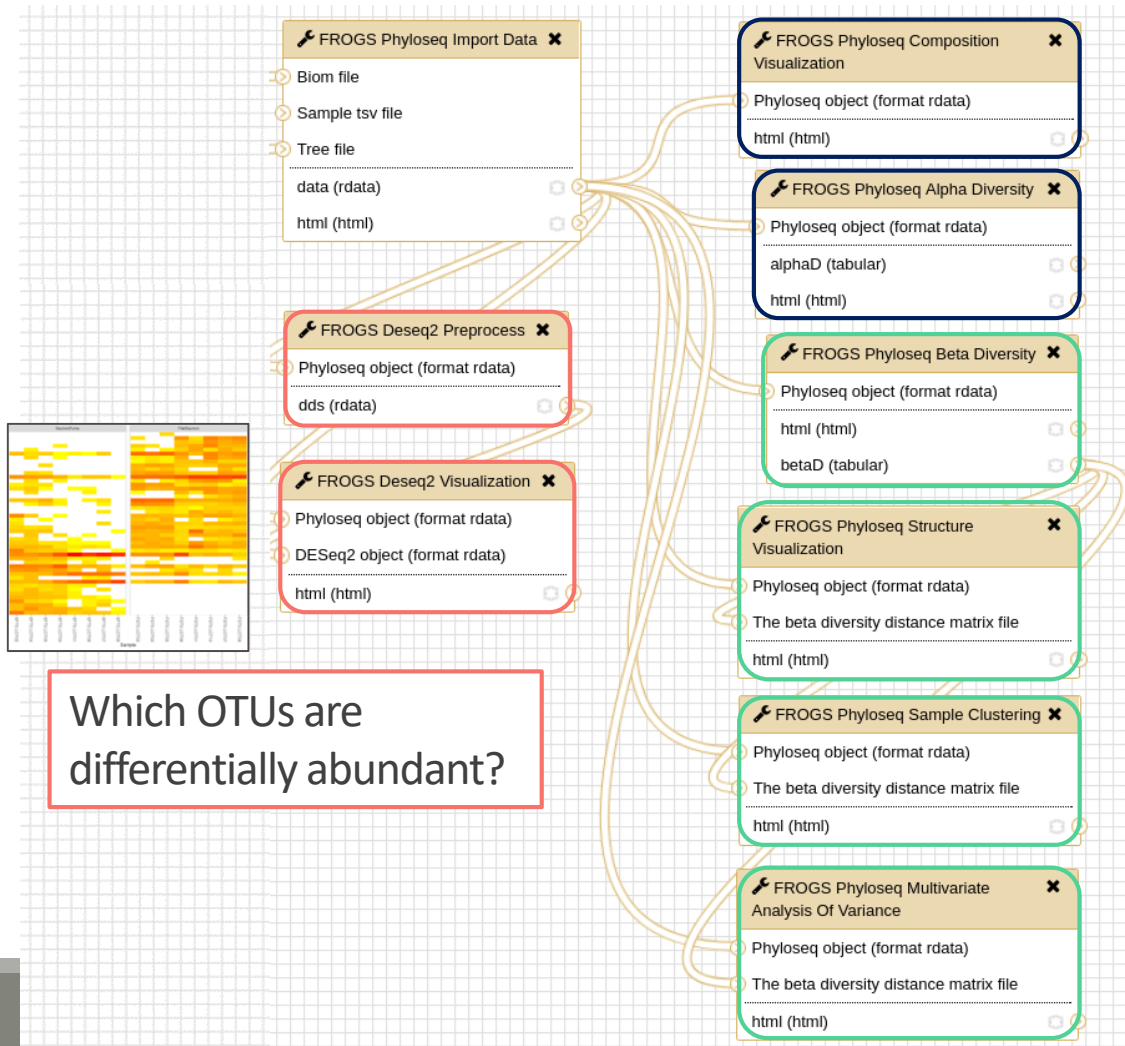 FROGS Phyloseq Import Data
Biom file
Sample tsv file
Tree file
data (rdata)
html (html)
FROGS Deseq2 Preprocess
Phyloseq object (format rdata)
dds (rdata)
FROGS Deseq2 Visualization
Phyloseq object (format rdata)
DESeq2 object (format rdata)
html (html)
Sample
Which OTUs are
differentially abundant?
FROGS Phyloseq Composition
Visualization
Phyloseq object (format rdata)
html (html)
FROGS Phyloseq Alpha Diversity
Phyloseq object (format rdata)
alphaD (tabular)
html (html)
FROGS Phyloseq Beta Diversity
Phyloseq object (format rdata)
html (html)
betaD (tabular)
FROGS Phyloseq Structure
Visualization
Phyloseq object (format rdata)
The beta diversity distance matrix file
html (html)
FROGS Phyloseq Sample Clustering
Phyloseq object (format rdata)
The beta diversity distance matrix file
html (html)
FROGS Phyloseq Multivariate
Analysis Of Variance
Phyloseq object (format rdata)
The beta diversity distance matrix file
html (html)